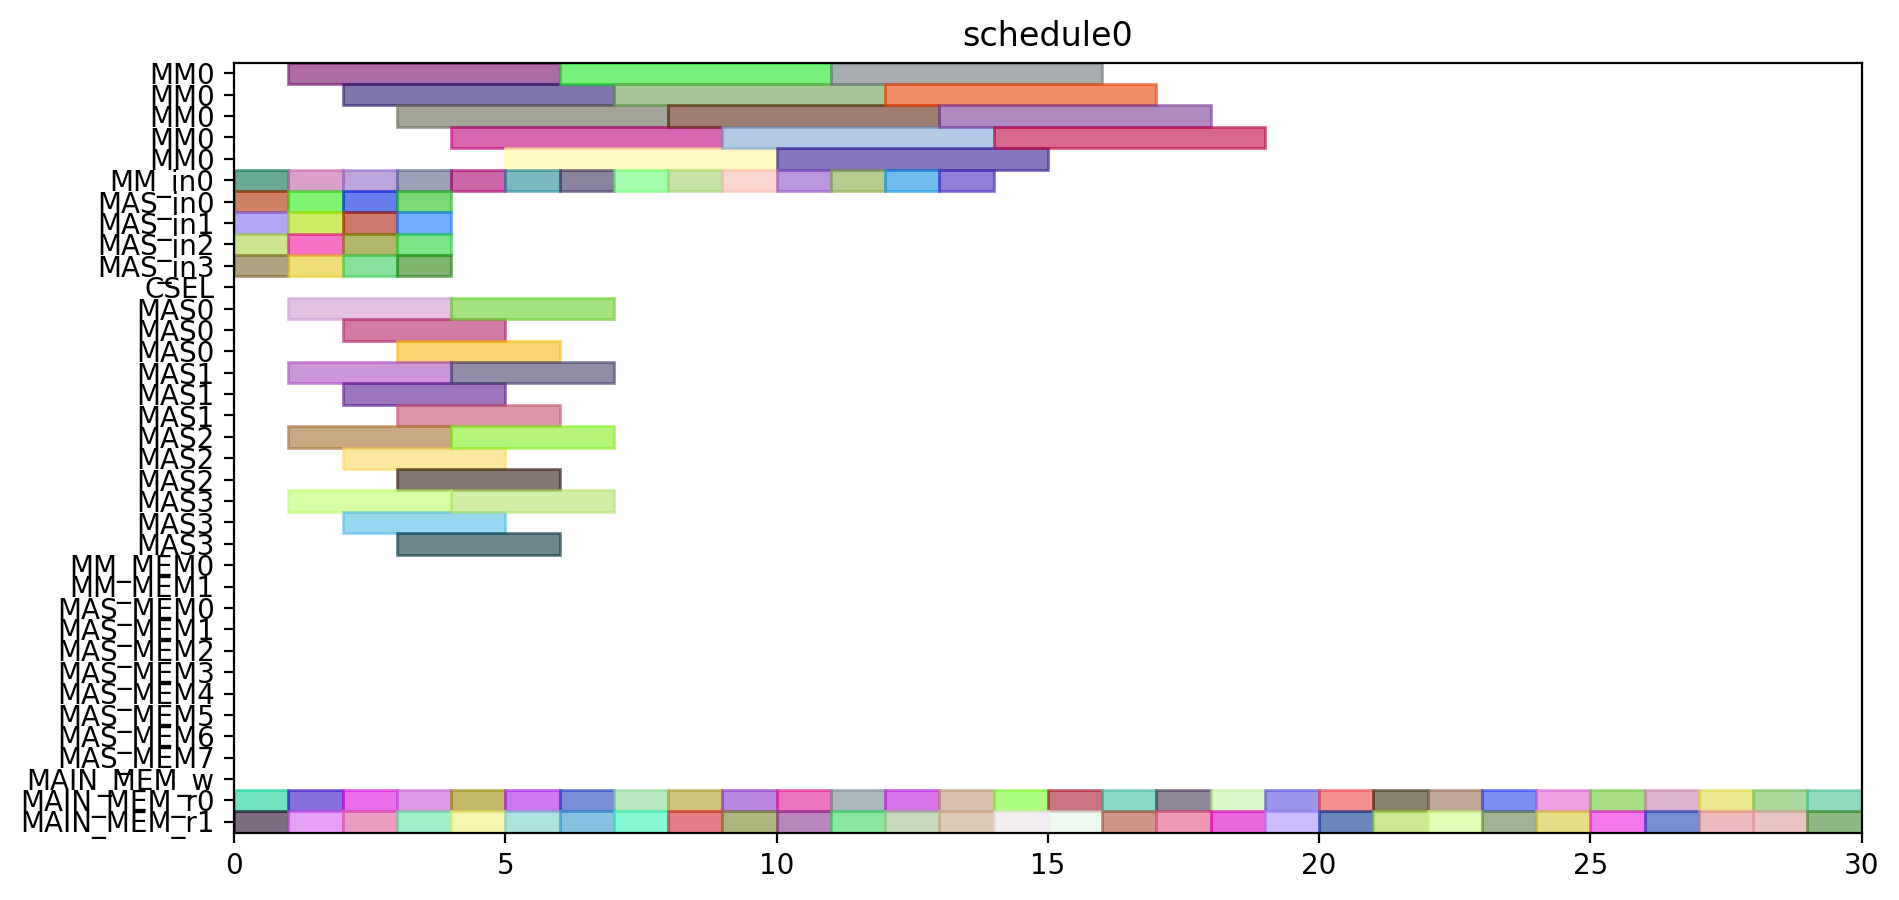 schedule0
MM0
MM0
MM0
MM0
MM0
MM_in0
MAS_in0
MAS_in1
MAS_in2
MAS_in3
CSEL
MAS0
MAS0
MAS0
MAS1
MAS1
MAS1
MAS2
MAS2
MAS2
MAS3
MAS3
MAS3
MM_MEM0
MM_MEM1
MAS_MEM0
MAS_MEM1
MAS_MEM2
MAS_MEM3
MAS_MEM4
MAS_MEM5
MAS_MEM6
MAS_MEM7
MAIN_MEM_w
MAIN_MEM_r0
MAIN_MEM_r1
0 5 10 15 20 25 30